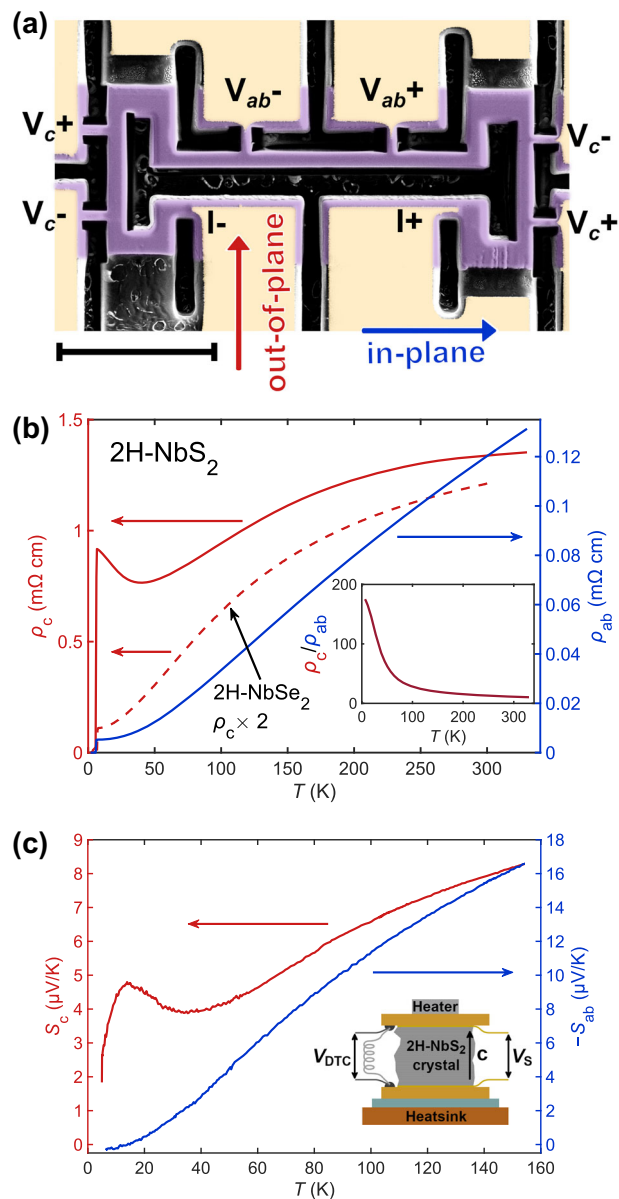 (a)
V_ab- V_ab+
V_c+ V_c-
V_c- I- I+ V_c+
out-of-plane
in-plane
(b)
1.5
1
0.5
0
ρ_c (mΩ cm)
2H-NbS₂
2H-NbSe₂
ρ_c × 2
0.12
0.1
0.08
0.06
0.04
0.02
0
ρ_ab (mΩ cm)
200
100
0
ρ_c/ρ_ab
0 100 200 300
T (K)
0 50 100 150 200 250 300
T (K)
(c)
9
8
7
6
5
4
3
2
1
0
S_c (µV/K)
18
16
14
12
10
8
6
4
2
0
−S_ab (µV/K)
Heater
V_DTC
2H-NbS₂
crystal
c
V_S
Heatsink
0 20 40 60 80 100 120 140 160
T (K)